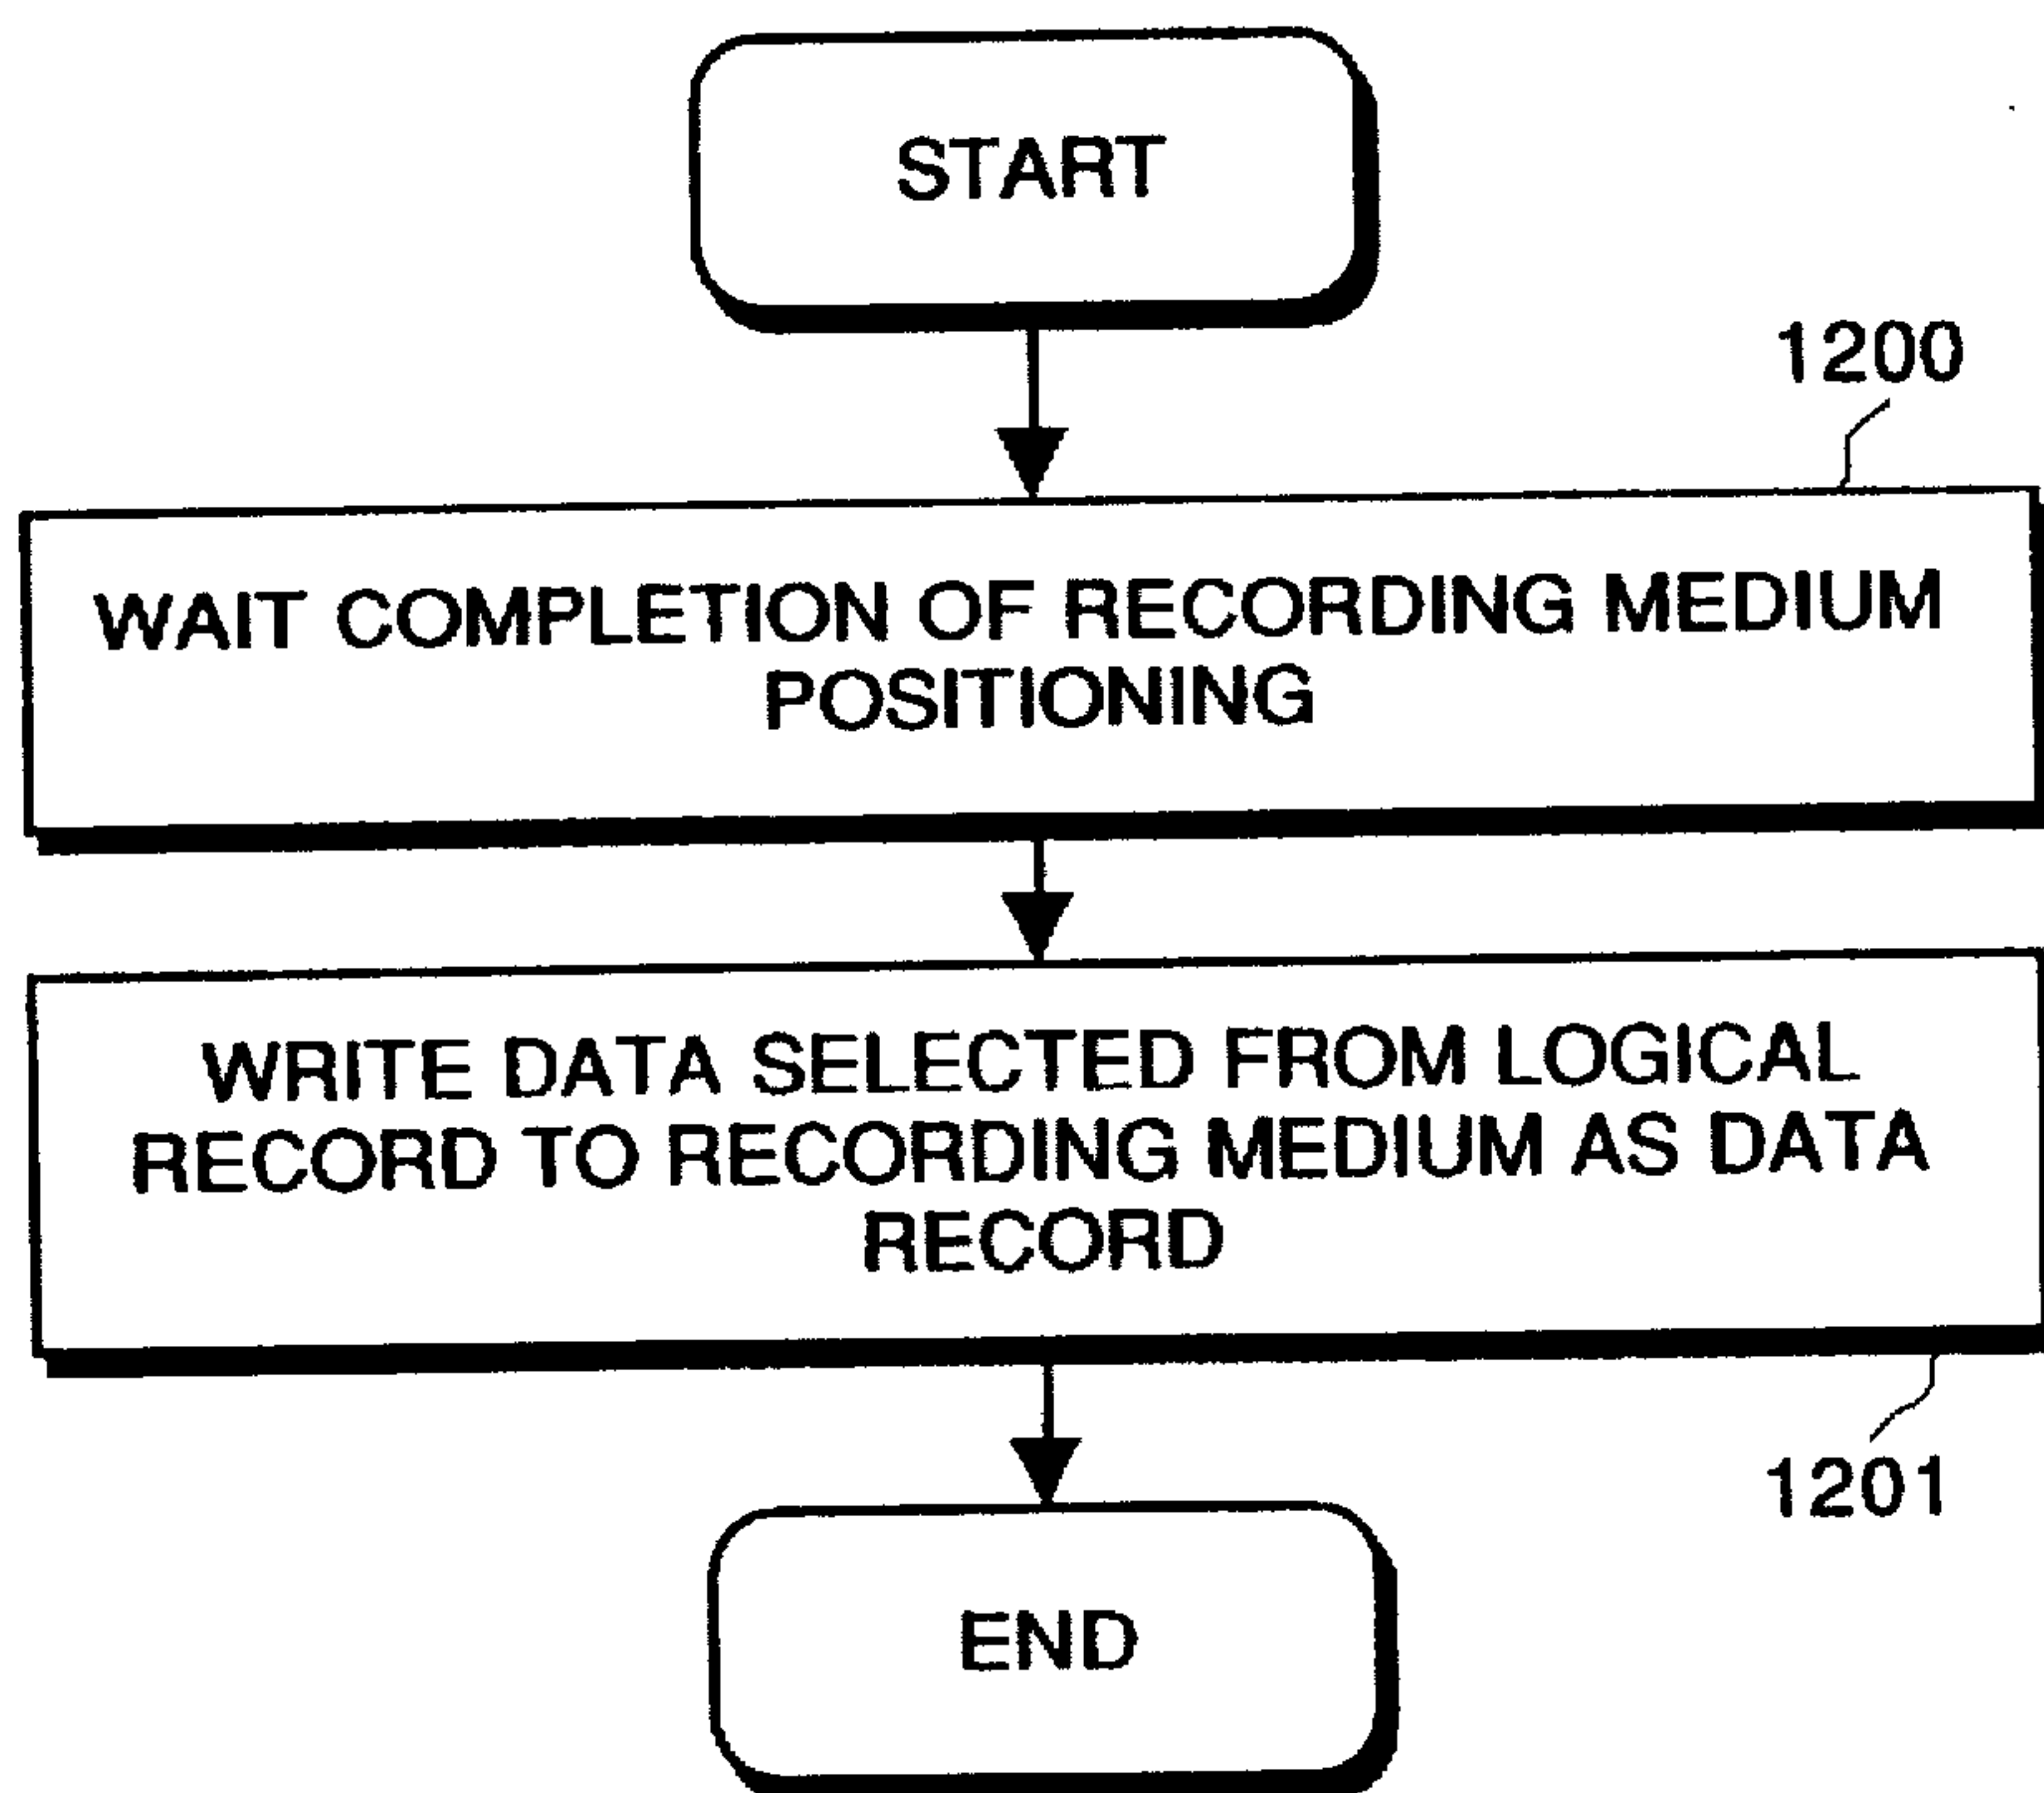 START
1200
WAIT COMPLETION OF RECORDING MEDIUM
POSITIONING
WRITE DATA SELECTED FROM LOGICAL
RECORD TO RECORDING MEDIUM AS DATA
RECORD
1201
END